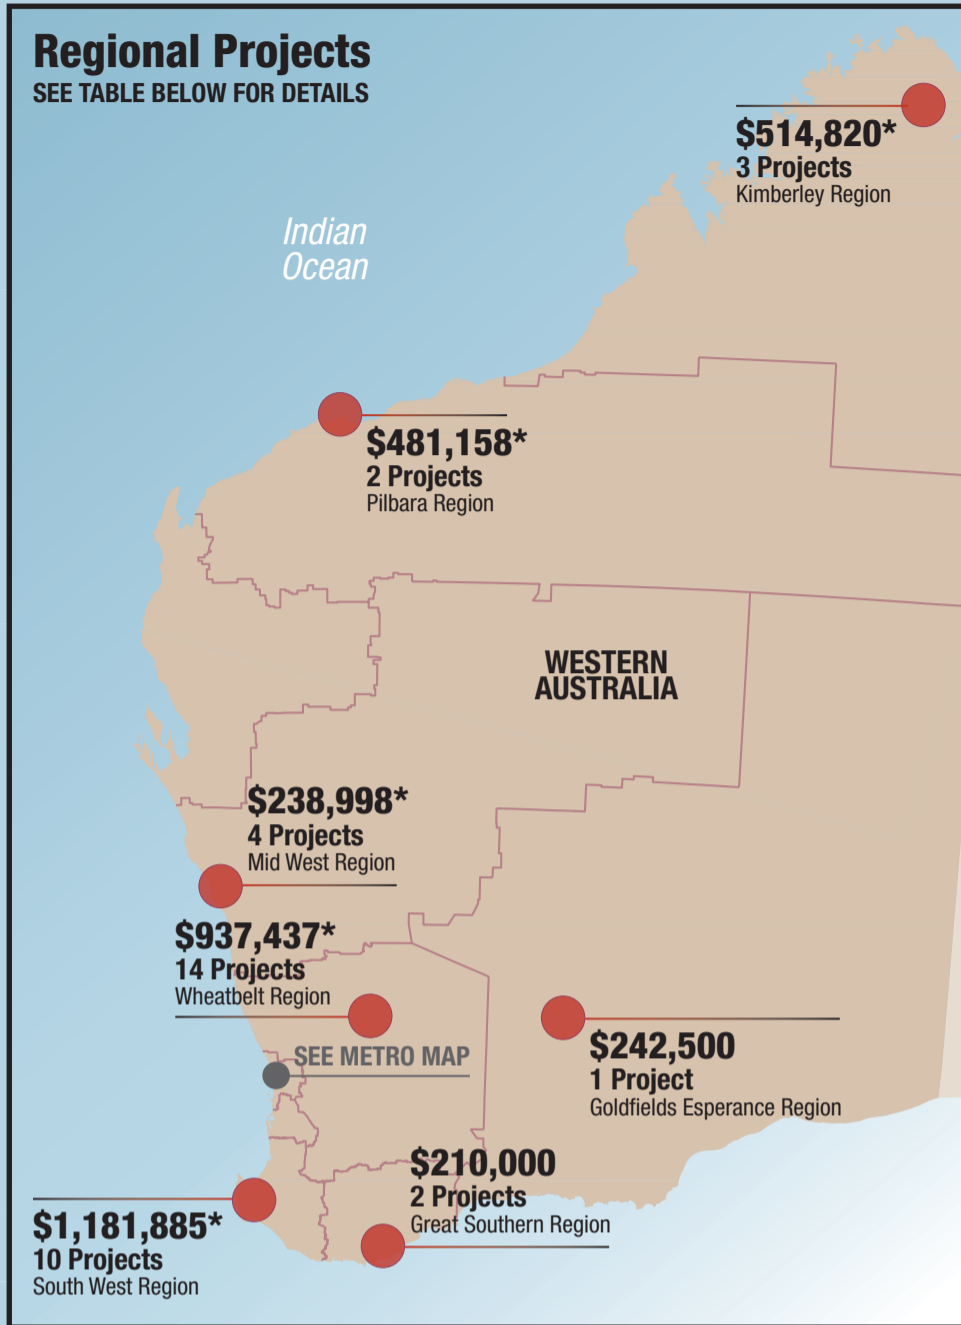 Regional Projects
SEE TABLE BELOW FOR DETAILS
$514,820*
3 Projects
Kimberley Region
Indian
Ocean
$481,158*
2 Projects
Pilbara Region
WESTERN
AUSTRALIA
$238,998*
4 Projects
Mid West Region
$937,437*
14 Projects
Wheatbelt Region
SEE METRO MAP
$242,500
1 Project
Goldfields Esperance Region
$210,000
2 Projects
Great Southern Region
$1,181,885*
10 Projects
South West Region